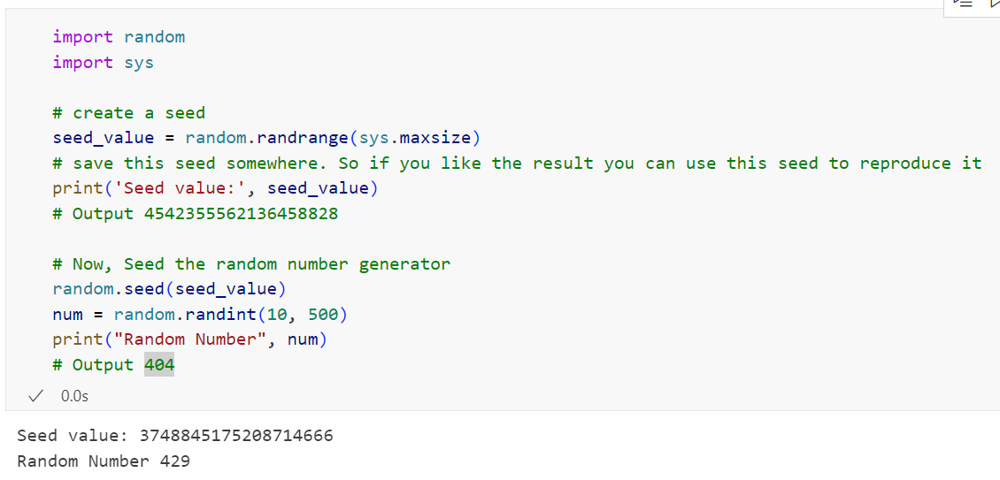 import random
import sys
# create a seed
seed_value = random.randrange(sys.maxsize)
# save this seed somewhere. So if you like the result you can use this seed to reproduce it
print('Seed value:', seed_value)
# Output 4542355562136458828
# Now, Seed the random number generator
random.seed(seed_value)
num = random.randint(10, 500)
print("Random Number", num)
# Output 404
0.0s
Seed value: 3748845175208714666
Random Number 429